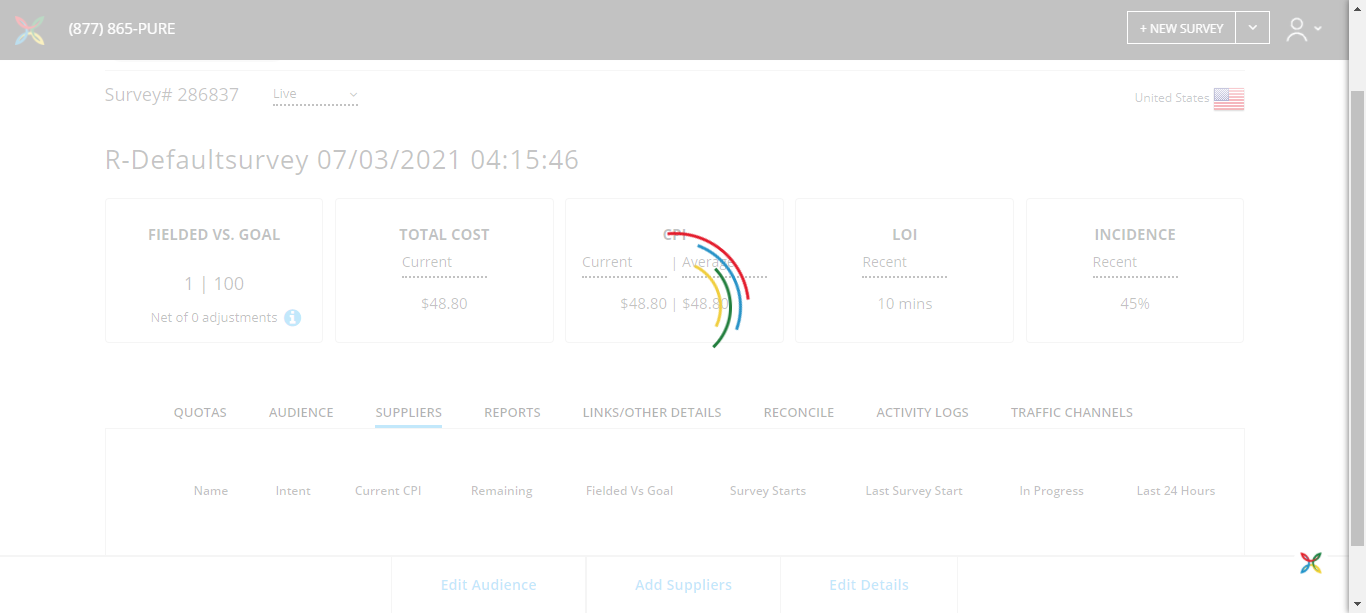 (877) 865-PURE
+ NEW SURVEY
Survey# 286837
Live
United States
R-Defaultsurvey 07/03/2021 04:15:46
FIELDED VS. GOAL
1 | 100
Net of 0 adjustments
TOTAL COST
Current
$48.80
CPI
Current | Average
$48.80 | $48.80
LOI
Recent
10 mins
INCIDENCE
Recent
45%
QUOTAS AUDIENCE SUPPLIERS REPORTS LINKS/OTHER DETAILS RECONCILE ACTIVITY LOGS TRAFFIC CHANNELS
Name Intent Current CPI Remaining Fielded Vs Goal Survey Starts Last Survey Start In Progress Last 24 Hours
Edit Audience Add Suppliers Edit Details